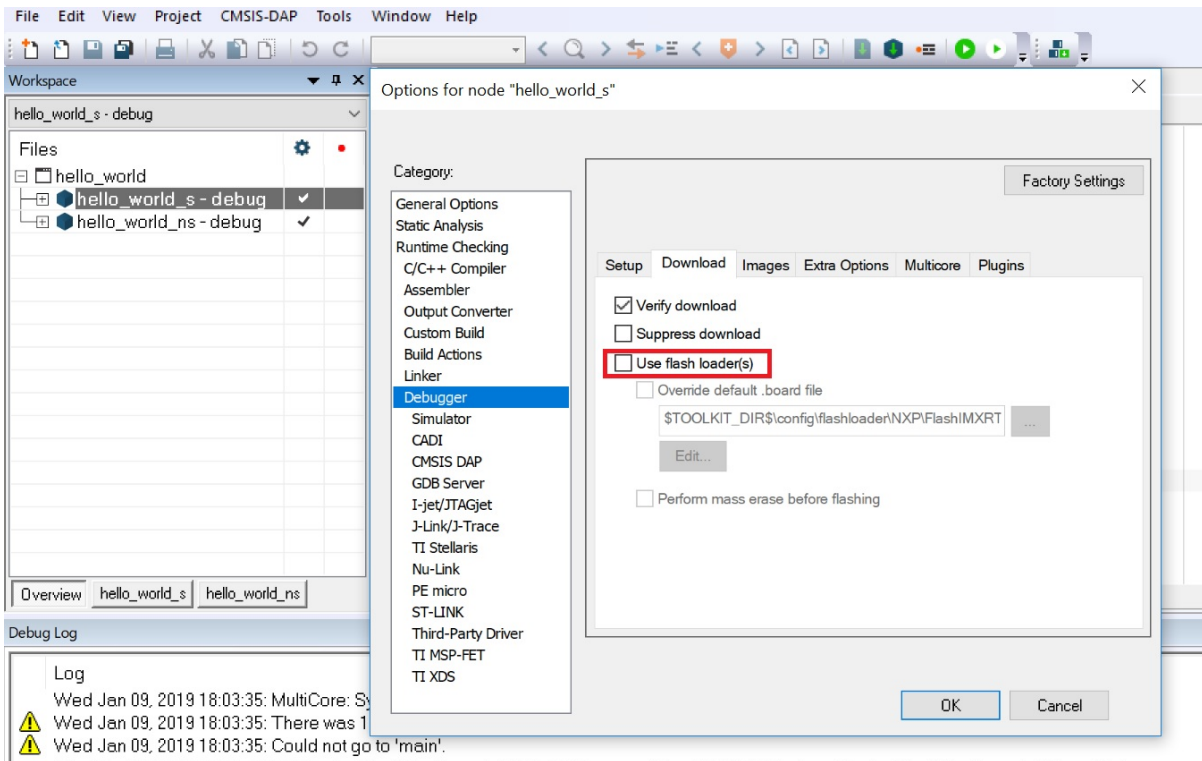 File Edit View Project CMSIS-DAP Tools Window Help
Workspace
hello_world_s - debug
Files
hello_world
hello_world_s - debug
hello_world_ns - debug
Overview hello_world_s hello_world_ns
Options for node "hello_world_s"
Category:
General Options
Static Analysis
Runtime Checking
C/C++ Compiler
Assembler
Output Converter
Custom Build
Build Actions
Linker
Debugger
Simulator
CADI
CMSIS DAP
GDB Server
I-jet/JTAGjet
J-Link/J-Trace
TI Stellaris
Nu-Link
PE micro
ST-LINK
Third-Party Driver
TI MSP-FET
TI XDS
Factory Settings
Setup Download Images Extra Options Multicore Plugins
Verify download
Suppress download
Use flash loader(s)
Override default .board file
$TOOLKIT_DIR$\config\flashloader\NXP\FlashIMXRT
...
Edit...
Perform mass erase before flashing
OK Cancel
Debug Log
Log
Wed Jan 09, 2019 18:03:35: MultiCore: Sy
Wed Jan 09, 2019 18:03:35: There was 1
Wed Jan 09, 2019 18:03:35: Could not go to 'main'.